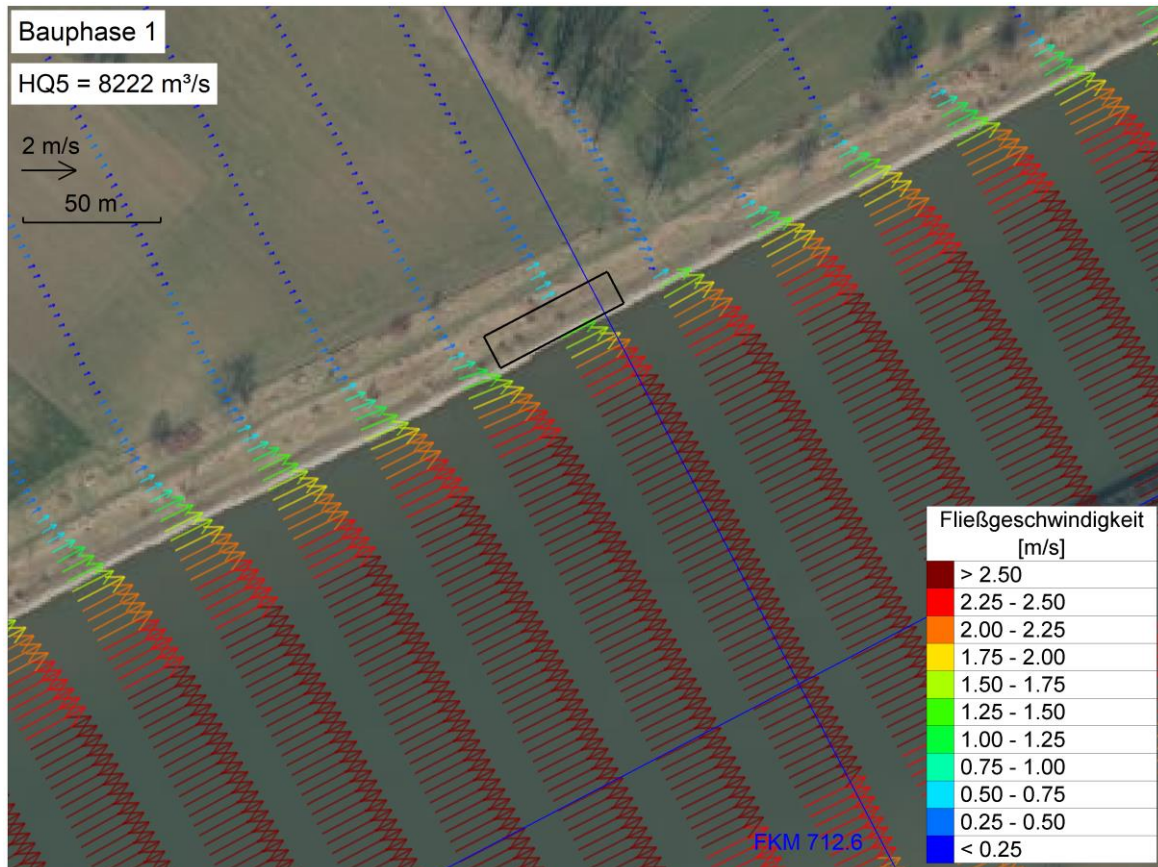 Bauphase 1
HQ5 = 8222 m³/s
2 m/s
50 m
Fließgeschwindigkeit
[m/s]
> 2.50
2.25 - 2.50
2.00 - 2.25
1.75 - 2.00
1.50 - 1.75
1.25 - 1.50
1.00 - 1.25
0.75 - 1.00
0.50 - 0.75
0.25 - 0.50
< 0.25
FKM 712.6